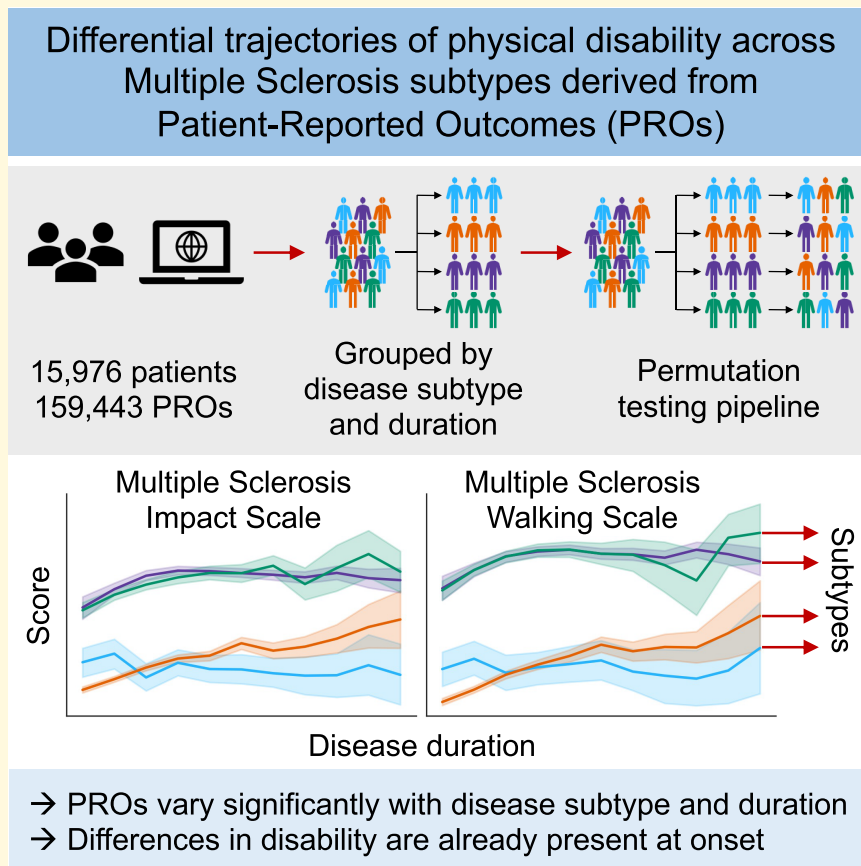 Differential trajectories of physical disability across
Multiple Sclerosis subtypes derived from
Patient-Reported Outcomes (PROs)
15,976 patients
159,443 PROs
Grouped by
disease subtype
and duration
Permutation
testing pipeline
Multiple Sclerosis
Impact Scale
Multiple Sclerosis
Walking Scale
Score
Subtypes
Disease duration
→ PROs vary significantly with disease subtype and duration
→ Differences in disability are already present at onset